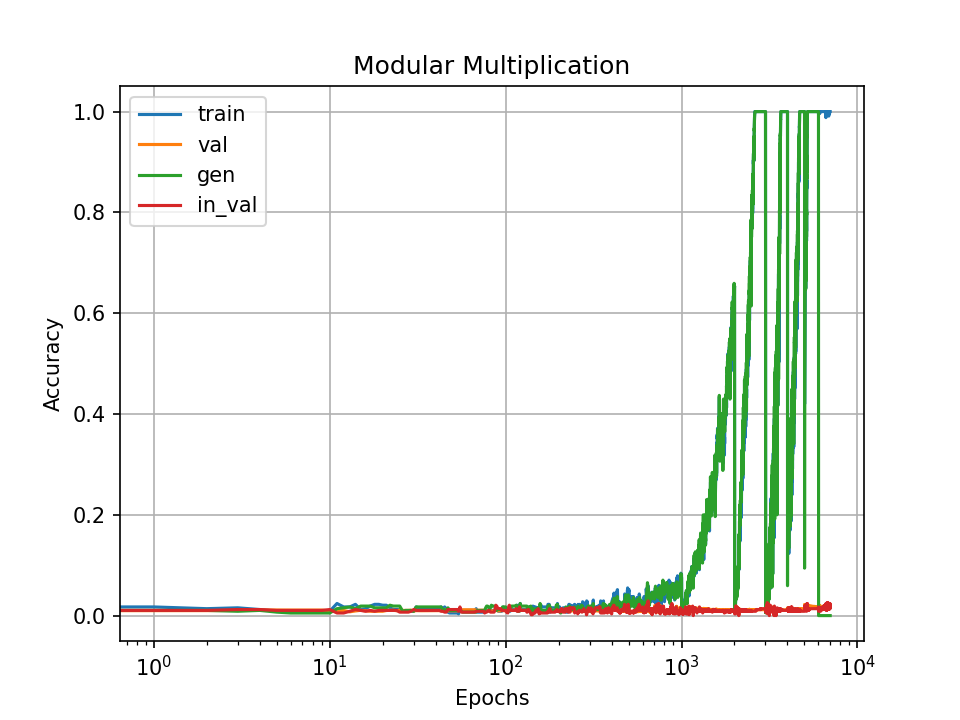 Modular Multiplication
1.0
0.8
0.6
0.4
0.2
0.0
Accuracy
train
val
gen
in_val
10⁰
10¹
10²
10³
10⁴
Epochs